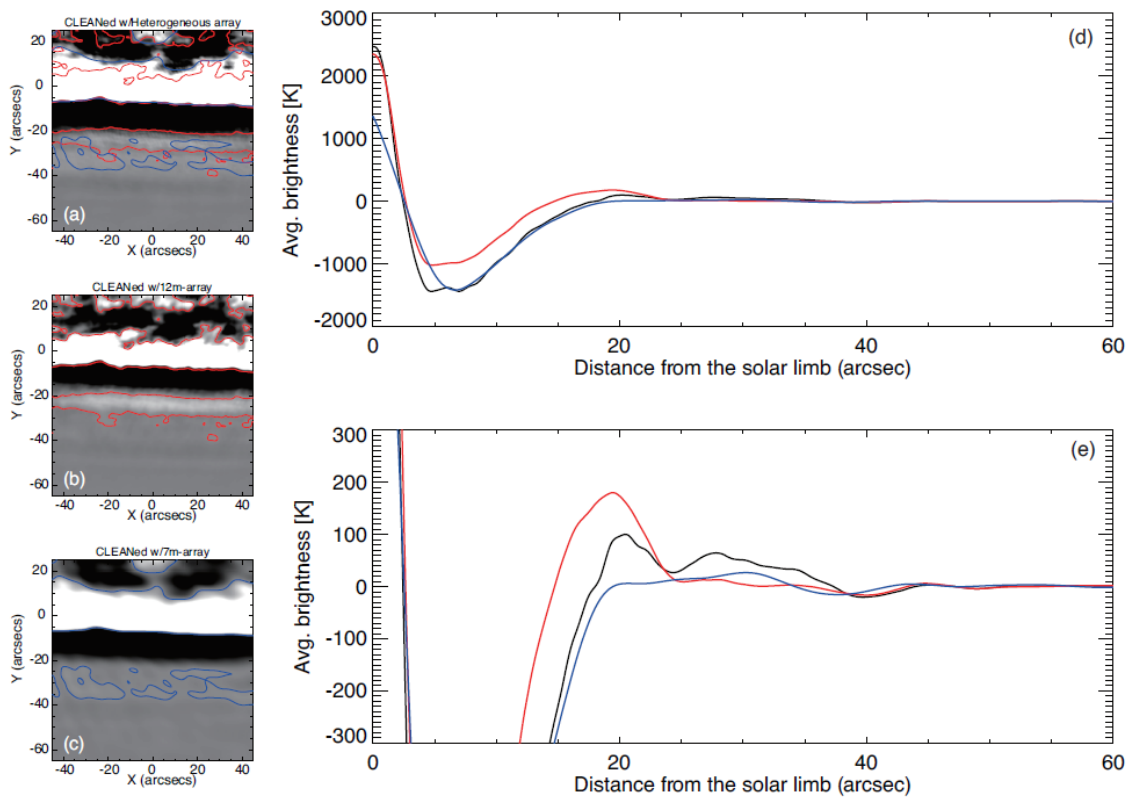 CLEANed w/Heterogeneous array
20
0
-20
-40
-60
Y (arcsecs)
(a)
-40 -20 0 20 40
X (arcsecs)
CLEANed w/12m-array
20
0
-20
-40
-60
Y (arcsecs)
(b)
-40 -20 0 20 40
X (arcsecs)
CLEANed w/7m-array
20
0
-20
-40
-60
Y (arcsecs)
(c)
-40 -20 0 20 40
X (arcsecs)
(d)
3000
2000
1000
0
-1000
-2000
Avg. brightness [K]
0 20 40 60
Distance from the solar limb (arcsec)
(e)
300
200
100
0
-100
-200
-300
Avg. brightness [K]
0 20 40 60
Distance from the solar limb (arcsec)